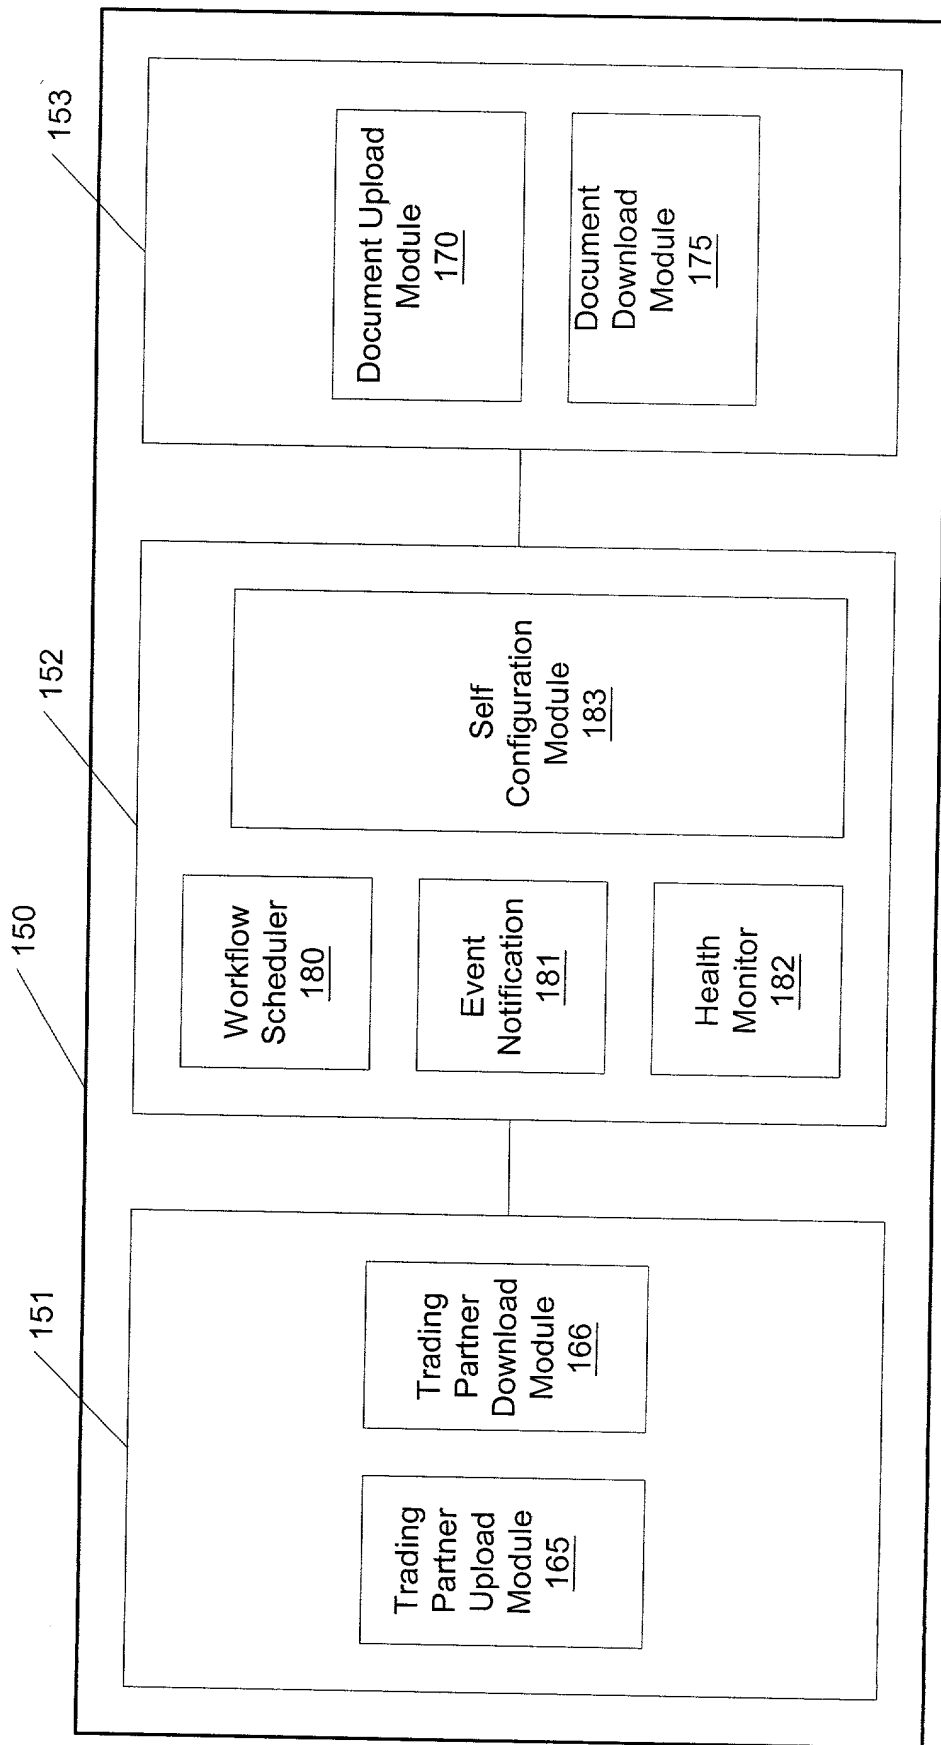 150
151
152
153
Trading
Partner
Upload
Module
165
Trading
Partner
Download
Module
166
Workflow
Scheduler
180
Event
Notification
181
Health
Monitor
182
Self
Configuration
Module
183
Document Upload
Module
170
Document
Download
Module
175